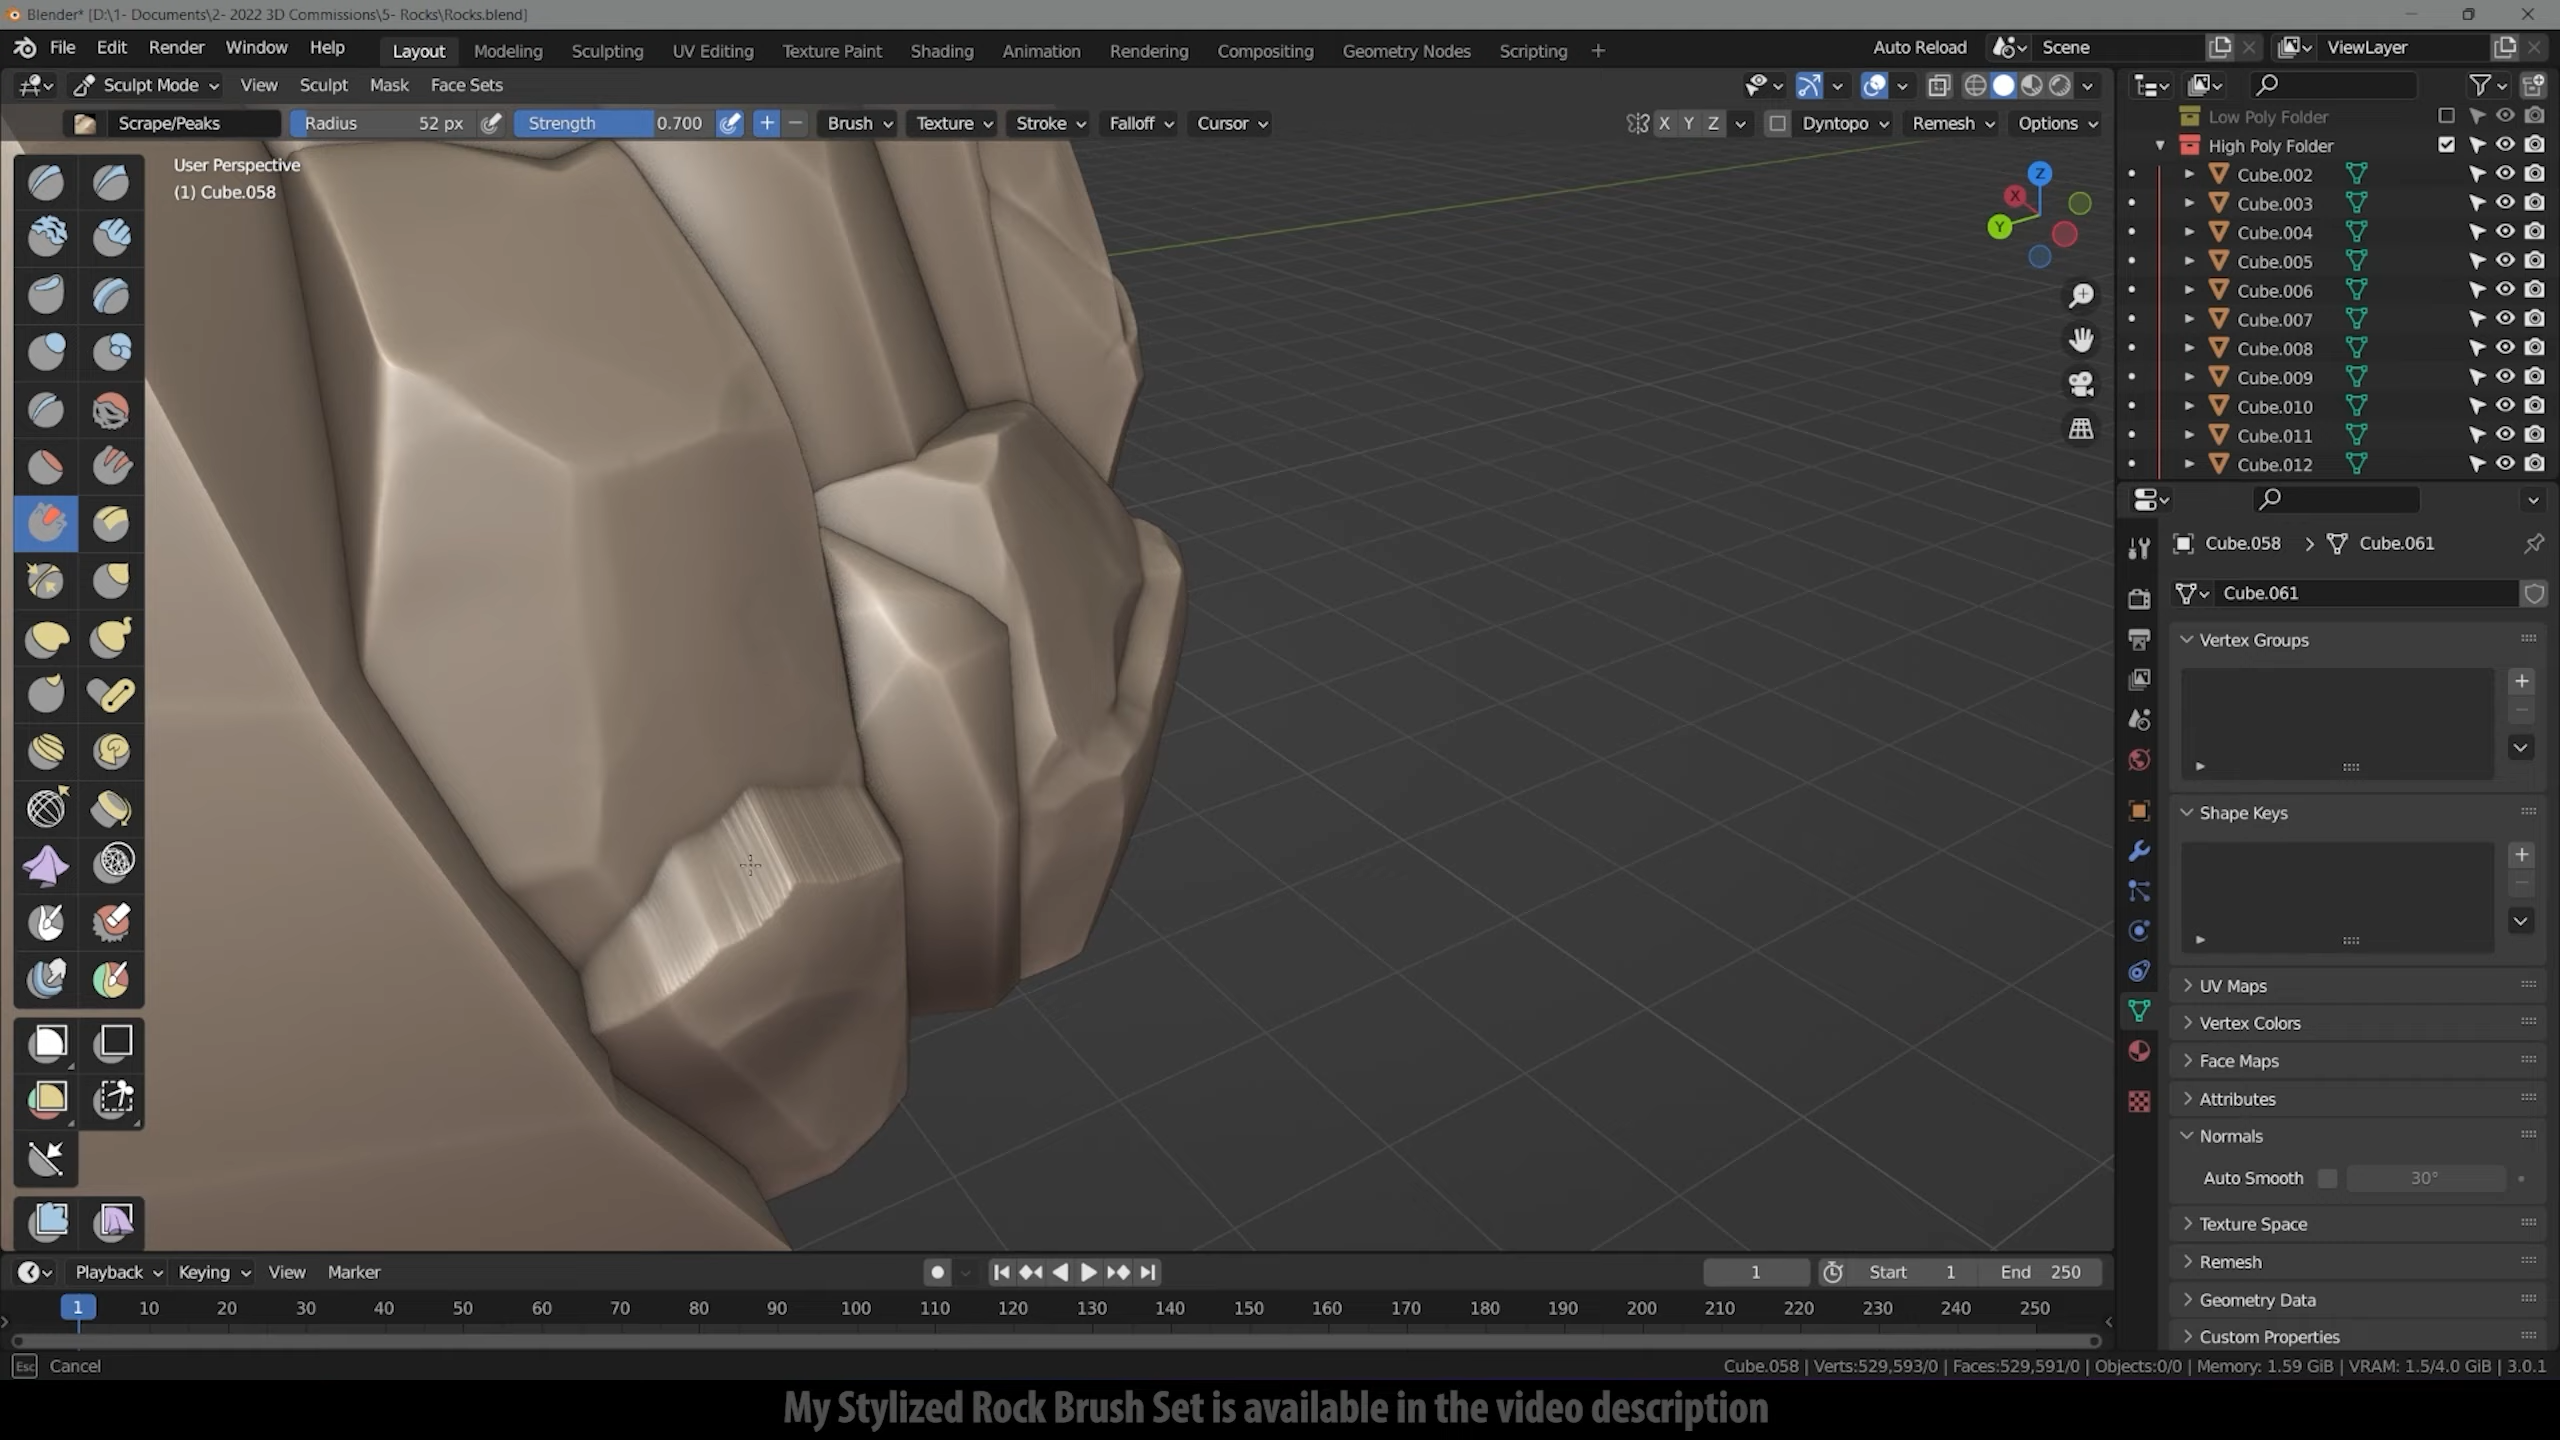 Blender* [D:\1- Documents\2- 2022 3D Commissions\5- Rocks\Rocks.blend]
File Edit Render Window Help Layout Modeling Sculpting UV Editing Texture Paint Shading Animation Rendering Compositing Geometry Nodes Scripting + Auto Reload Scene ViewLayer
Sculpt Mode View Sculpt Mask Face Sets
Scrape/Peaks Radius 52 px Strength 0.700 Brush Texture Stroke Falloff Cursor X Y Z Dyntopo Remesh Options
User Perspective
(1) Cube.058
Z
X
Y
Low Poly Folder
High Poly Folder
Cube.002
Cube.003
Cube.004
Cube.005
Cube.006
Cube.007
Cube.008
Cube.009
Cube.010
Cube.011
Cube.012
Cube.058 > Cube.061
Cube.061
Vertex Groups
Shape Keys
UV Maps
Vertex Colors
Face Maps
Attributes
Normals
Auto Smooth 30°
Texture Space
Remesh
Geometry Data
Custom Properties
Playback Keying View Marker 1 Start 1 End 250
1 10 20 30 40 50 60 70 80 90 100 110 120 130 140 150 160 170 180 190 200 210 220 230 240 250
Esc Cancel
Cube.058 | Verts:529,593/0 | Faces:529,591/0 | Objects:0/0 | Memory: 1.59 GiB | VRAM: 1.5/4.0 GiB | 3.0.1
My Stylized Rock Brush Set is available in the video description